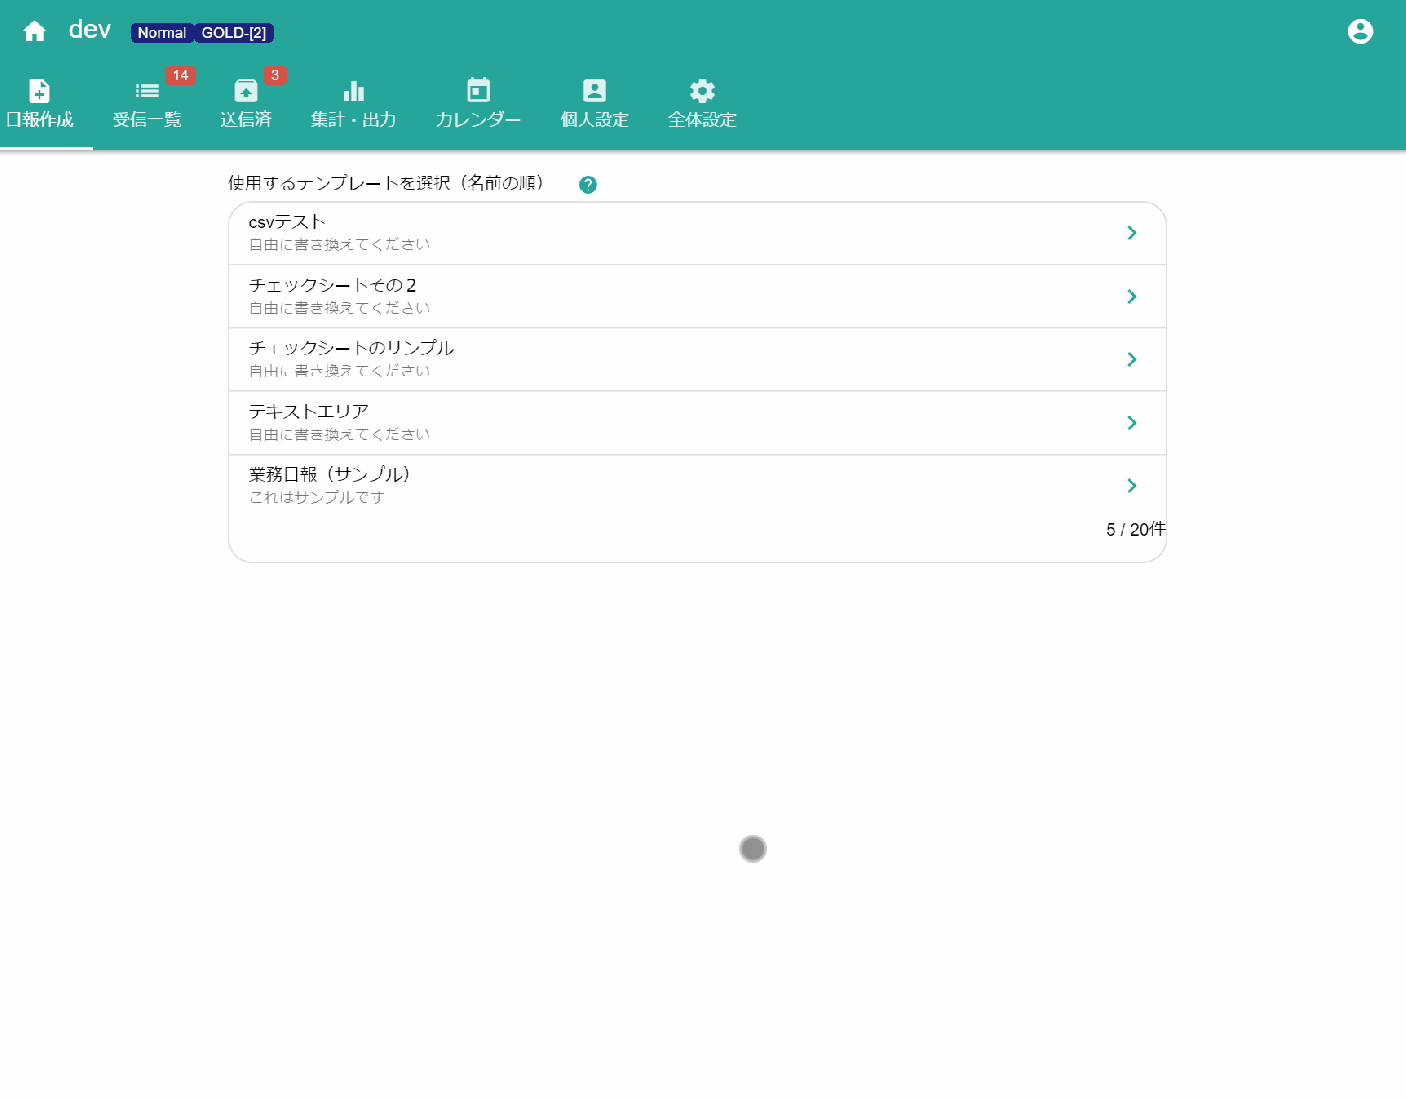 dev Normal GOLD-[2]
14 3
日報作成 受信一覧 送信済 集計・出力 カレンダー 個人設定 全体設定
使用するテンプレートを選択（名前の順）
csvテスト
自由に書き換えてください
チェックシートその２
自由に書き換えてください
チェックシートのサンプル
自由に書き換えてください
テキストエリア
自由に書き換えてください
業務日報（サンプル）
これはサンプルです
5 / 20件